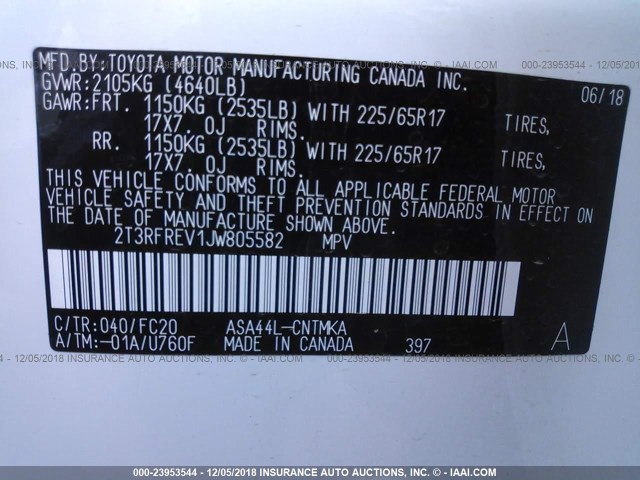 MFD.BY:TOYOTA MOTOR MANUFACTURING CANADA INC.
GVWR:2105KG (4640LB) 06/18
GAWR:FRT. 1150KG (2535LB) WITH 225/65R17 TIRES,
17X7. OJ RIMS.
RR. 1150KG (2535LB) WITH 225/65R17 TIRES,
17X7. OJ RIMS.
THIS VEHICLE CONFORMS TO ALL APPLICABLE FEDERAL MOTOR
VEHICLE SAFETY AND THEFT PREVENTION STANDARDS IN EFFECT ON
THE DATE OF MANUFACTURE SHOWN ABOVE.
2T3RFREV1JW805582 MPV
C/TR:040/FC20 ASA44L-CNTMKA
A/TM:-01A/U760F MADE IN CANADA 397 A
000-23953544 - 12/05/2018 INSURANCE AUTO AUCTIONS, INC. - © IAAI.COM